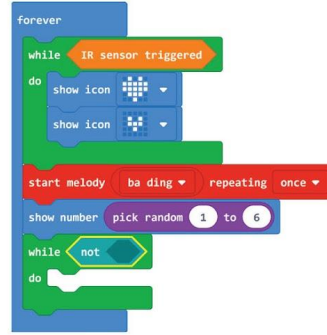 forever
while IR sensor triggered
do
show icon
show icon
start melody ba ding repeating once
show number pick random 1 to 6
while not
do